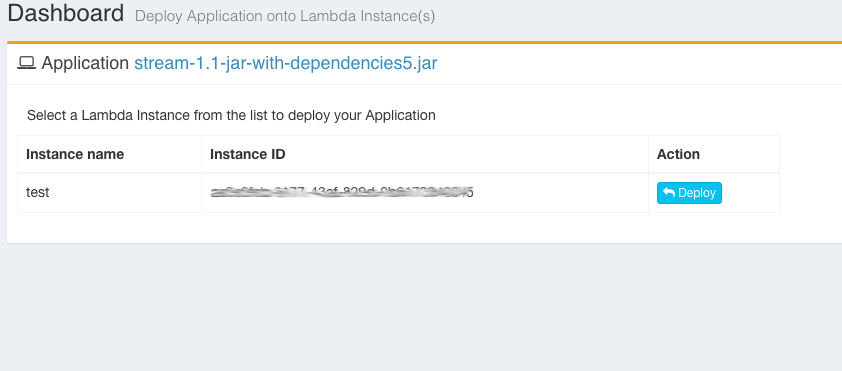 Dashboard Deploy Application onto Lambda Instance(s)
Application stream-1.1-jar-with-dependencies5.jar
Select a Lambda Instance from the list to deploy your Application
Instance name Instance ID Action
test Deploy